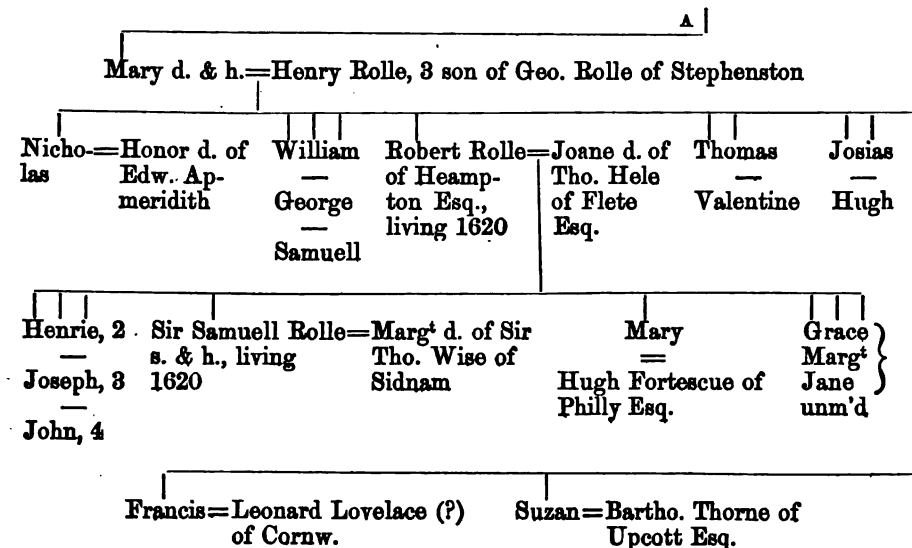 A
Mary d. & h.=Henry Rolle, 3 son of Geo. Rolle of Stephenston
Nicho-=Honor d. of
las
Edw. Ap-
meridith
William
—
George
—
Samuell
Robert Rolle=Joane d. of
of Heamp-
ton Esq.,
living 1620
Tho. Hele
of Flete
Esq.
Thomas
—
Valentine
Josias
—
Hugh
Henrie, 2
—
Joseph, 3
—
John, 4
Sir Samuell Rolle=Margt d. of Sir
s. & h., living
1620
Tho. Wise of
Sidnam
Mary
=
Hugh Fortescue of
Philly Esq.
Grace
Margt
Jane
unm'd
Francis=Leonard Lovelace (?)
of Cornw.
Suzan=Bartho. Thorne of
Upcott Esq.